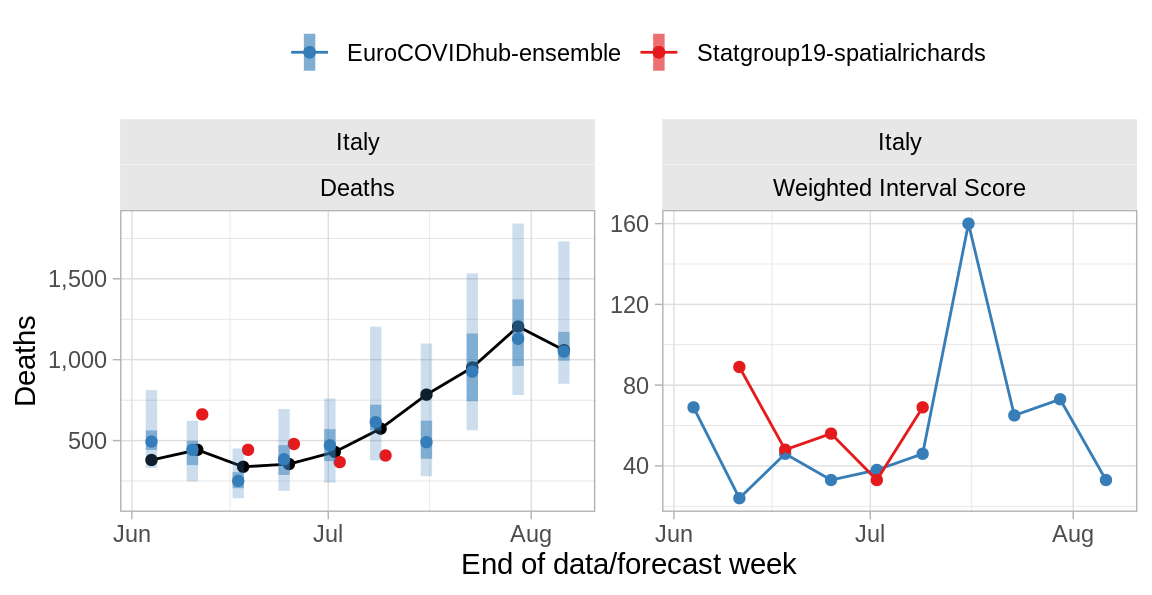 EuroCOVIDhub-ensemble Statgroup19-spatialrichards
Italy Italy
Deaths Weighted Interval Score
Deaths
1,500
1,000
500
160
120
80
40
Jun Jul Aug Jun Jul Aug
End of data/forecast week